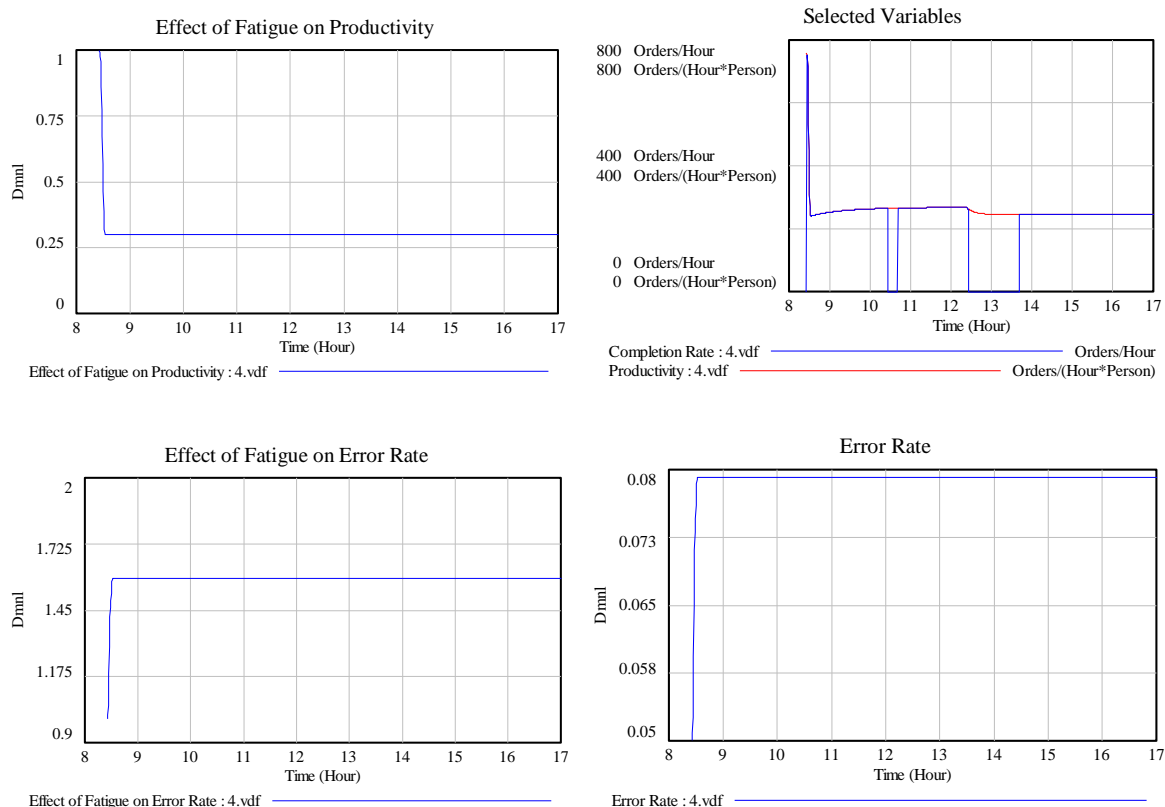 Effect of Fatigue on Productivity
1
0.75
0.5
0.25
0
Dmnl
8 9 10 11 12 13 14 15 16 17
Time (Hour)
Effect of Fatigue on Productivity : 4.vdf
Selected Variables
800 Orders/Hour
800 Orders/(Hour*Person)
400 Orders/Hour
400 Orders/(Hour*Person)
0 Orders/Hour
0 Orders/(Hour*Person)
8 9 10 11 12 13 14 15 16 17
Time (Hour)
Completion Rate : 4.vdf Orders/Hour
Productivity : 4.vdf Orders/(Hour*Person)
Effect of Fatigue on Error Rate
2
1.725
1.45
1.175
0.9
Dmnl
8 9 10 11 12 13 14 15 16 17
Time (Hour)
Effect of Fatigue on Error Rate : 4.vdf
Error Rate
0.08
0.073
0.065
0.058
0.05
Dmnl
8 9 10 11 12 13 14 15 16 17
Time (Hour)
Error Rate : 4.vdf